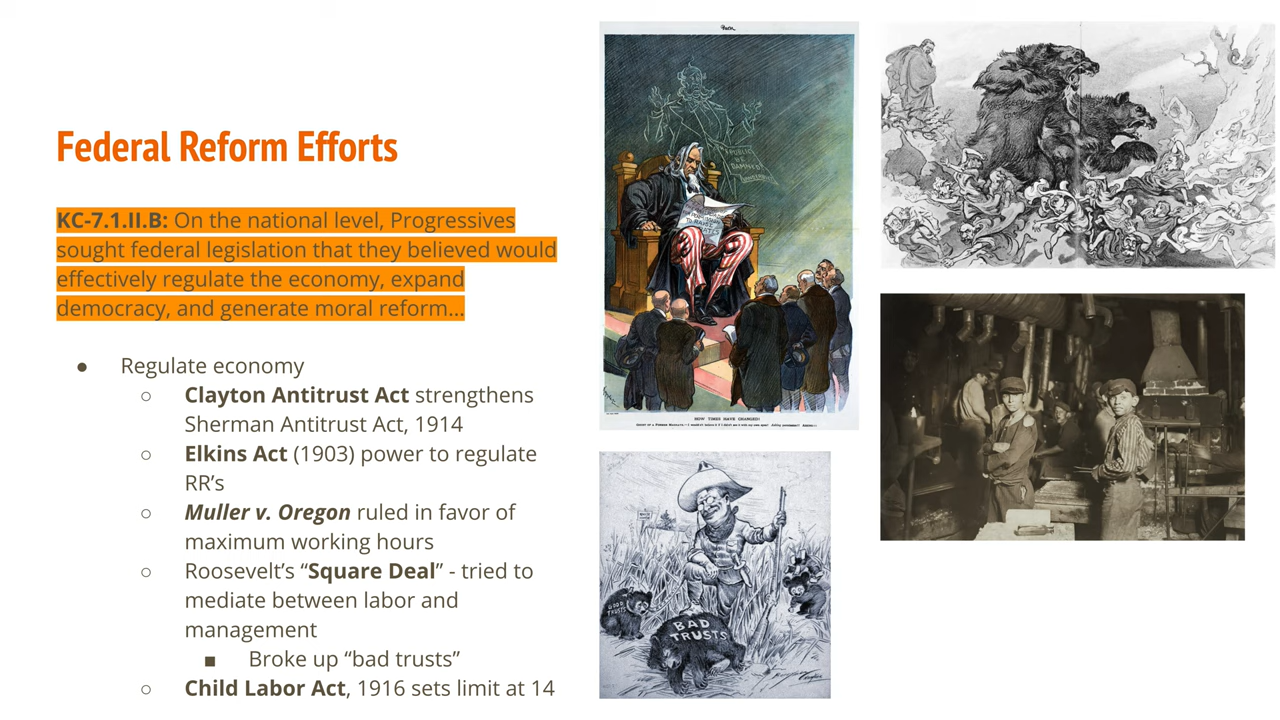 Federal Reform Efforts
KC-7.1.II.B: On the national level, Progressives
sought federal legislation that they believed would
effectively regulate the economy, expand
democracy, and generate moral reform...
● Regulate economy
○ Clayton Antitrust Act strengthens
Sherman Antitrust Act, 1914
○ Elkins Act (1903) power to regulate
RR’s
○ Muller v. Oregon ruled in favor of
maximum working hours
○ Roosevelt’s “Square Deal” - tried to
mediate between labor and
management
■ Broke up “bad trusts”
○ Child Labor Act, 1916 sets limit at 14
Puck
PUBLIC
BE
DAMNED
HOW TIMES HAVE CHANGED!
GOOD
TRUSTS
BAD
TRUSTS